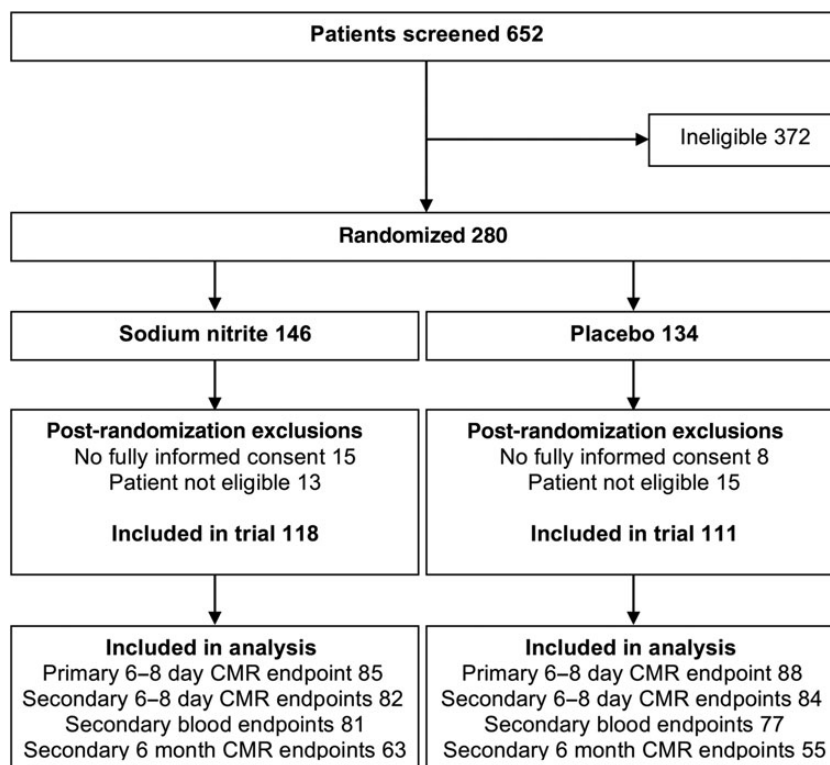 Patients screened 652
Ineligible 372
Randomized 280
Sodium nitrite 146
Placebo 134
Post-randomization exclusions
No fully informed consent 15
Patient not eligible 13
Included in trial 118
Post-randomization exclusions
No fully informed consent 8
Patient not eligible 15
Included in trial 111
Included in analysis
Primary 6–8 day CMR endpoint 85
Secondary 6–8 day CMR endpoints 82
Secondary blood endpoints 81
Secondary 6 month CMR endpoints 63
Included in analysis
Primary 6–8 day CMR endpoint 88
Secondary 6–8 day CMR endpoints 84
Secondary blood endpoints 77
Secondary 6 month CMR endpoints 55